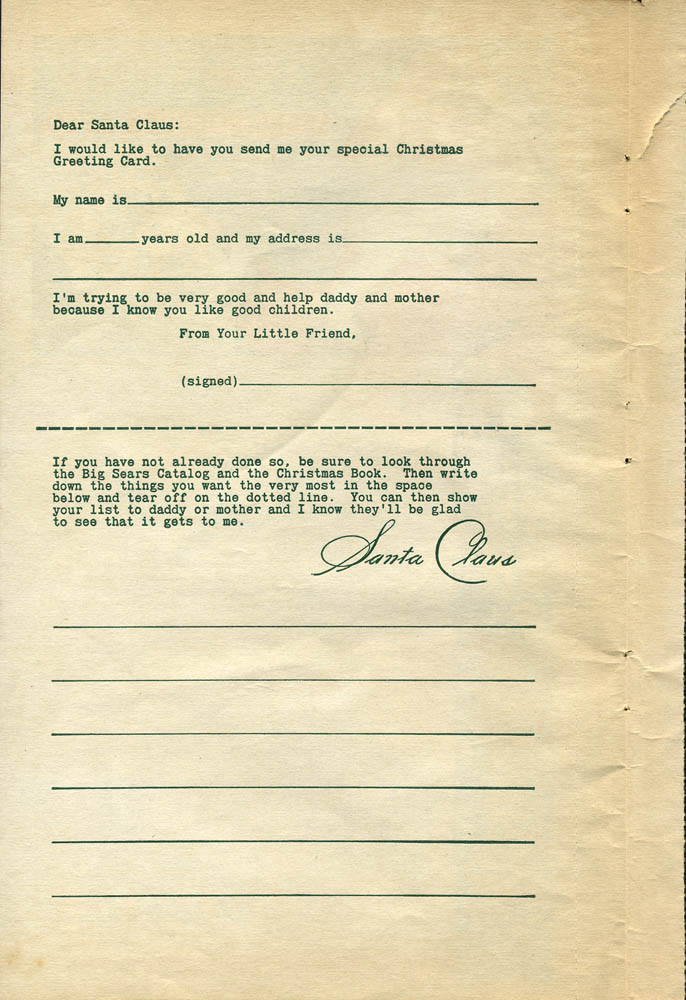 Dear Santa Claus:
I would like to have you send me your special Christmas
Greeting Card.
My name is
I am years old and my address is
I'm trying to be very good and help daddy and mother
because I know you like good children.
From Your Little Friend,
(signed)
If you have not already done so, be sure to look through
the Big Sears Catalog and the Christmas Book. Then write
down the things you want the very most in the space
below and tear off on the dotted line. You can then show
your list to daddy or mother and I know they'll be glad
to see that it gets to me.
Santa Claus